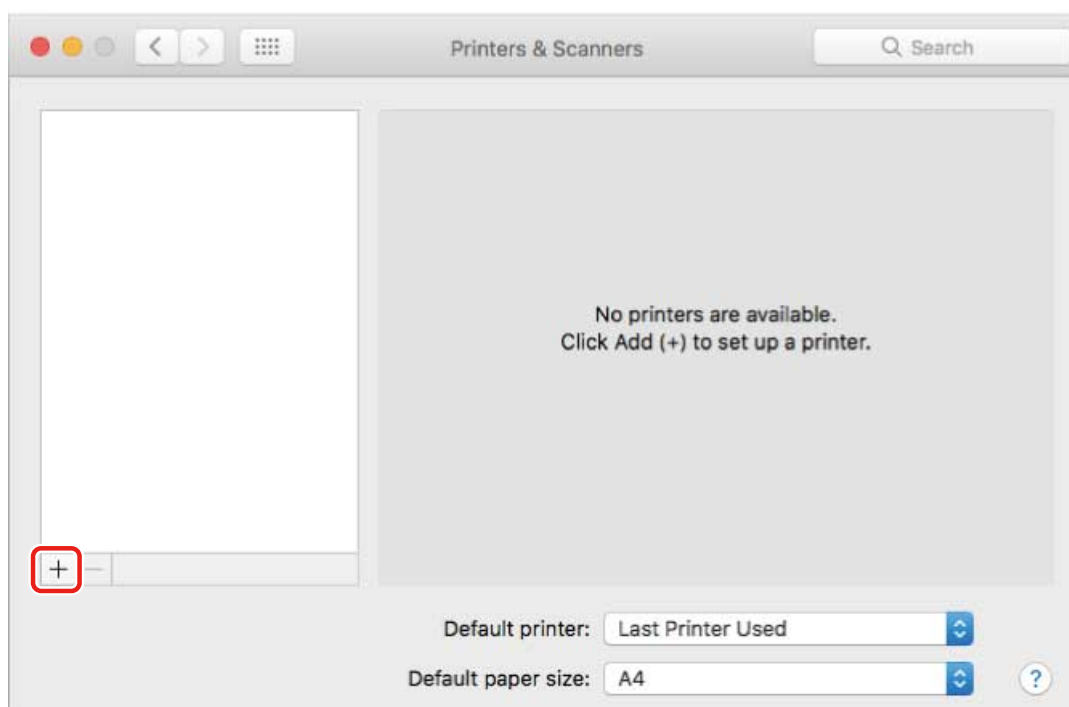 Printers & Scanners
Search
No printers are available.
Click Add (+) to set up a printer.
+ −
Default printer: Last Printer Used
Default paper size: A4
?